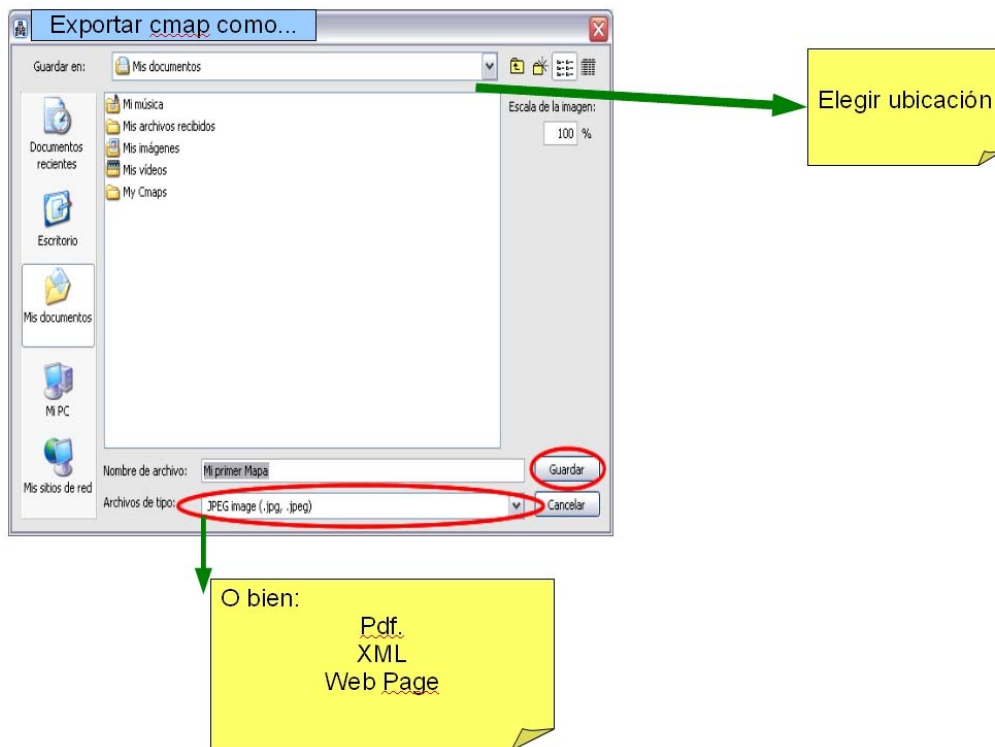 Exportar cmap como...
Guardar en:
Mis documentos
Elegir ubicación
Mi música
Mis archivos recibidos
Mis imágenes
Mis vídeos
My Cmaps
Escala de la imagen:
100 %
Documentos
recientes
Escritorio
Mis documentos
Mi PC
Mis sitios de red
Nombre de archivo:
Mi primer Mapa
Guardar
Archivos de tipo:
JPEG image (.jpg, .jpeg)
Cancelar
O bien:
Pdf.
XML
Web Page